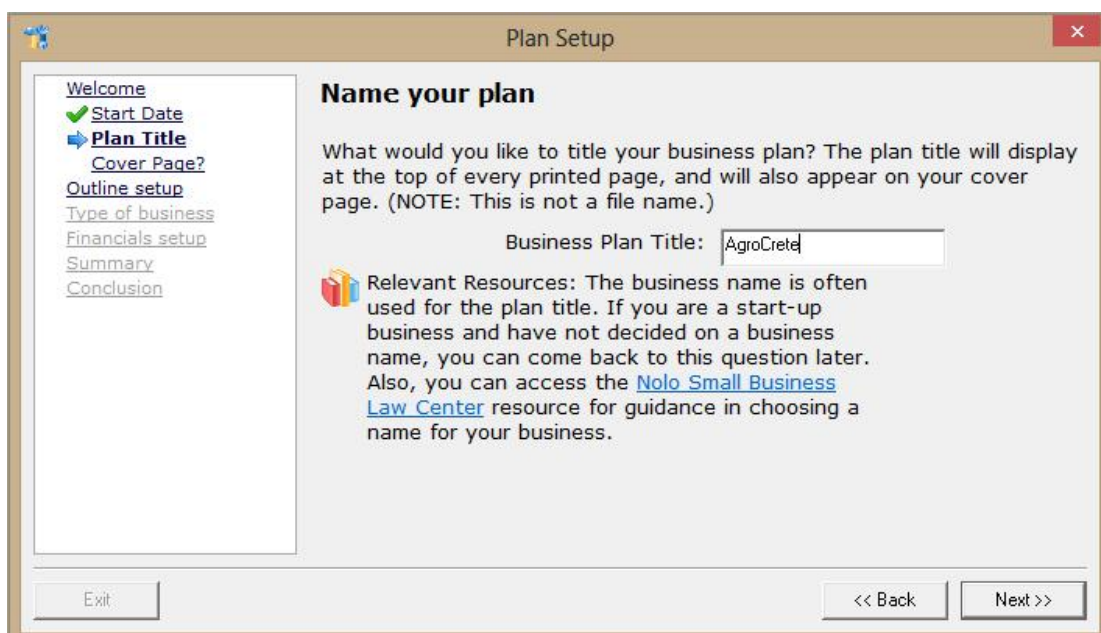 Plan Setup
Welcome
Start Date
Plan Title
Cover Page?
Outline setup
Type of business
Financials setup
Summary
Conclusion
Name your plan
What would you like to title your business plan? The plan title will display
at the top of every printed page, and will also appear on your cover
page. (NOTE: This is not a file name.)
Business Plan Title: AgroCrete
Relevant Resources: The business name is often
used for the plan title. If you are a start-up
business and have not decided on a business
name, you can come back to this question later.
Also, you can access the Nolo Small Business
Law Center resource for guidance in choosing a
name for your business.
Exit
<< Back
Next >>